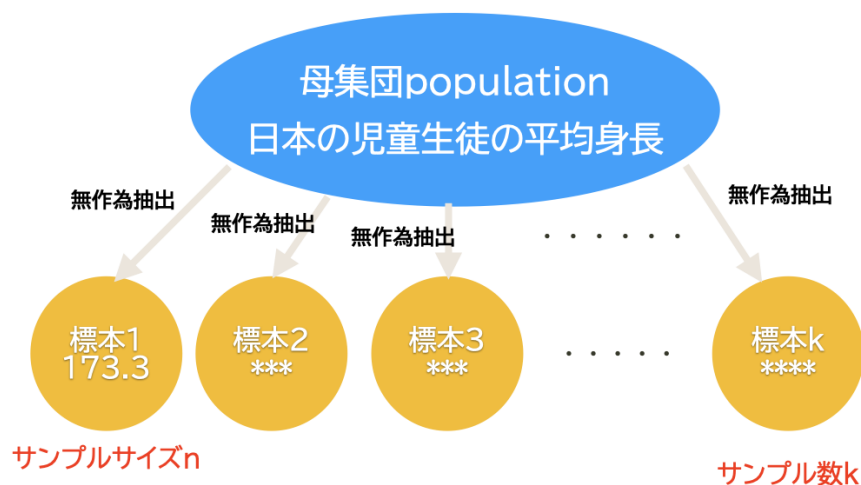 母集団population
日本の児童生徒の平均身長
無作為抽出
無作為抽出
無作為抽出
無作為抽出
・・・・・・
標本1
173.3
標本2
***
標本3
***
・・・・・
標本k
****
サンプルサイズn
サンプル数k